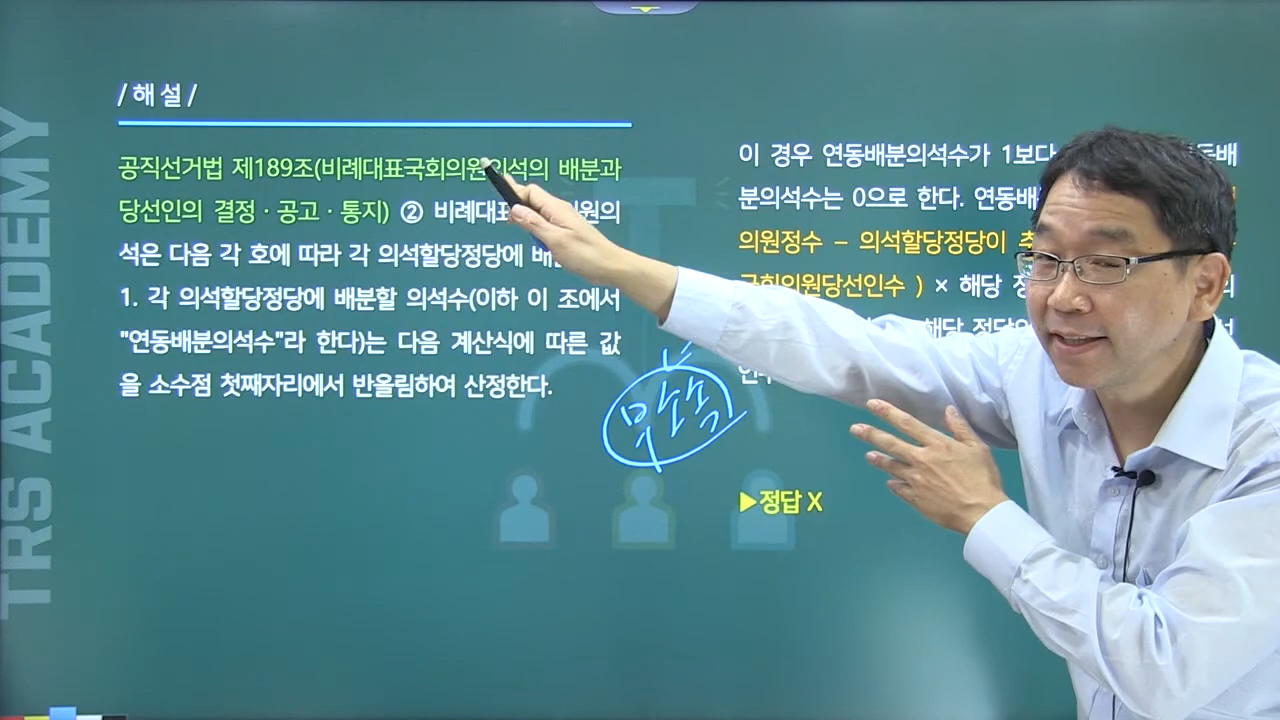 TRS ACADEMY
/ 해 설 /
공직선거법 제189조(비례대표국회의원의석의 배분과
당선인의 결정 · 공고 · 통지) ② 비례대표 의원의
석은 다음 각 호에 따라 각 의석할당정당에
1. 각 의석할당정당에 배분할 의석수(이하 이 조에서
"연동배분의석수"라 한다)는 다음 계산식에 따른 값
을 소수점 첫째자리에서 반올림하여 산정한다.
이 경우 연동배분의석수가 1보다
분의석수는 0으로 한다.
의원정수 – 의석할당정당이
국회의원당선인수 ) × 해당
해당
무소속
▶정답 X